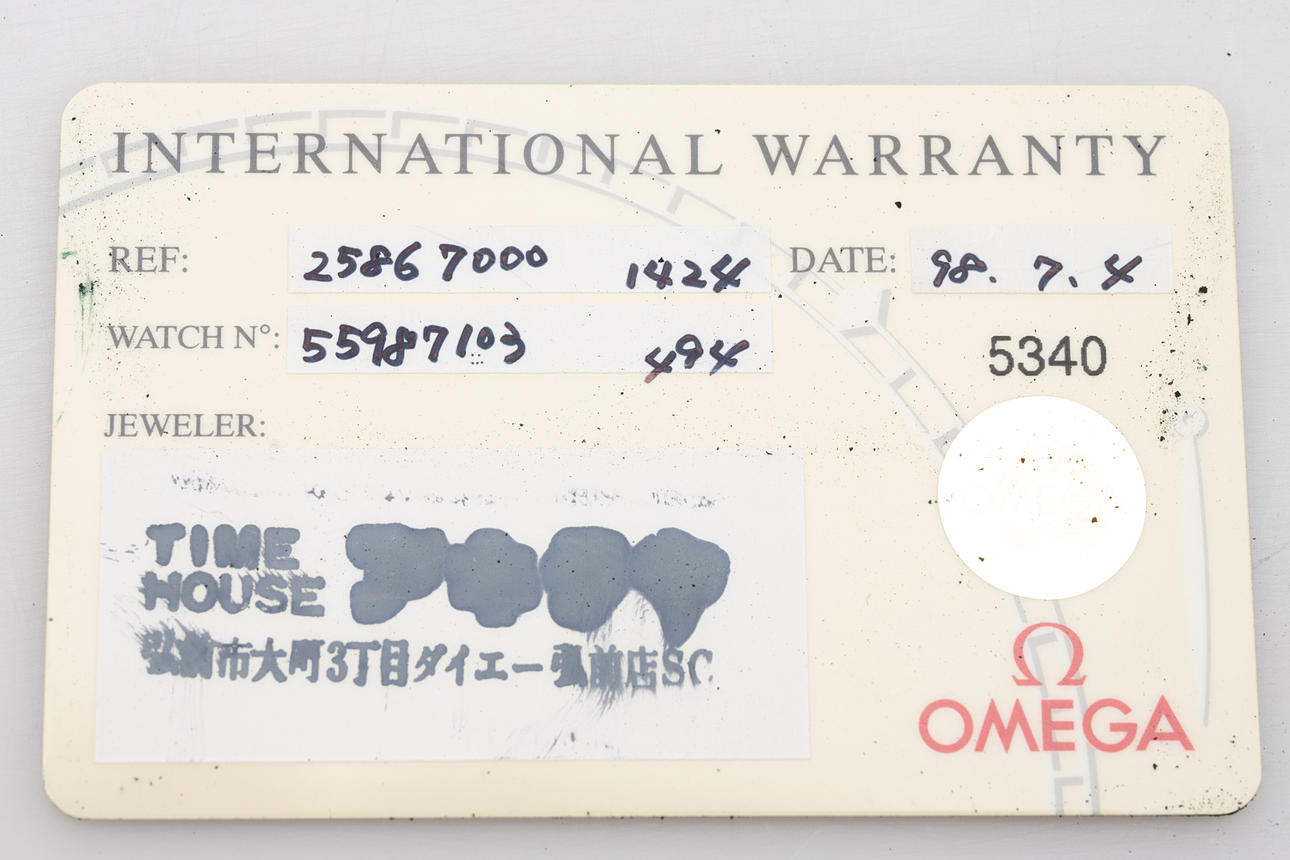 INTERNATIONAL WARRANTY
REF: 2586 7000 1424 DATE: 98. 7. 4
WATCH N°: 55987103 494
5340
JEWELER:
TIME
HOUSE
弘前市大町3丁目ダイエー弘前店SC
Ω
OMEGA